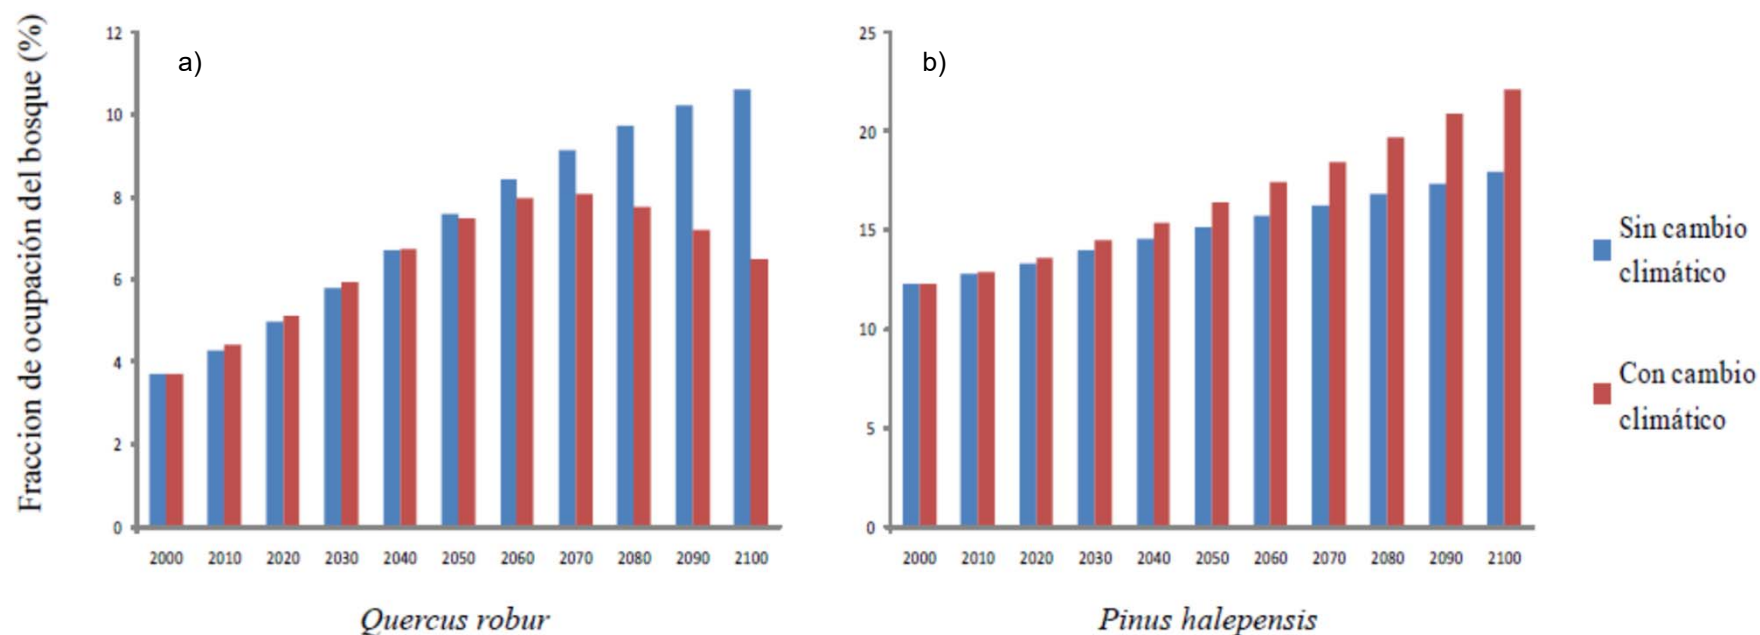 Fraccion de ocupación del bosque (%)
a)
12
10
8
6
4
2
0
2000 2010 2020 2030 2040 2050 2060 2070 2080 2090 2100
Quercus robur
b)
25
20
15
10
5
0
2000 2010 2020 2030 2040 2050 2060 2070 2080 2090 2100
Pinus halepensis
Sin cambio
climático
Con cambio
climático